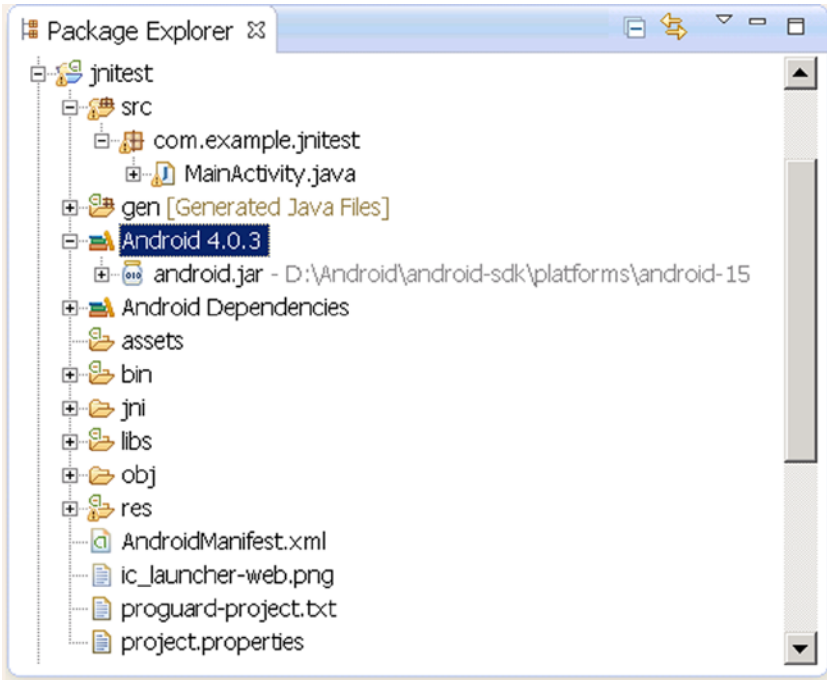 Package Explorer
jnitest
src
com.example.jnitest
MainActivity.java
gen [Generated Java Files]
Android 4.0.3
android.jar - D:\Android\android-sdk\platforms\android-15
Android Dependencies
assets
bin
jni
libs
obj
res
AndroidManifest.xml
ic_launcher-web.png
proguard-project.txt
project.properties